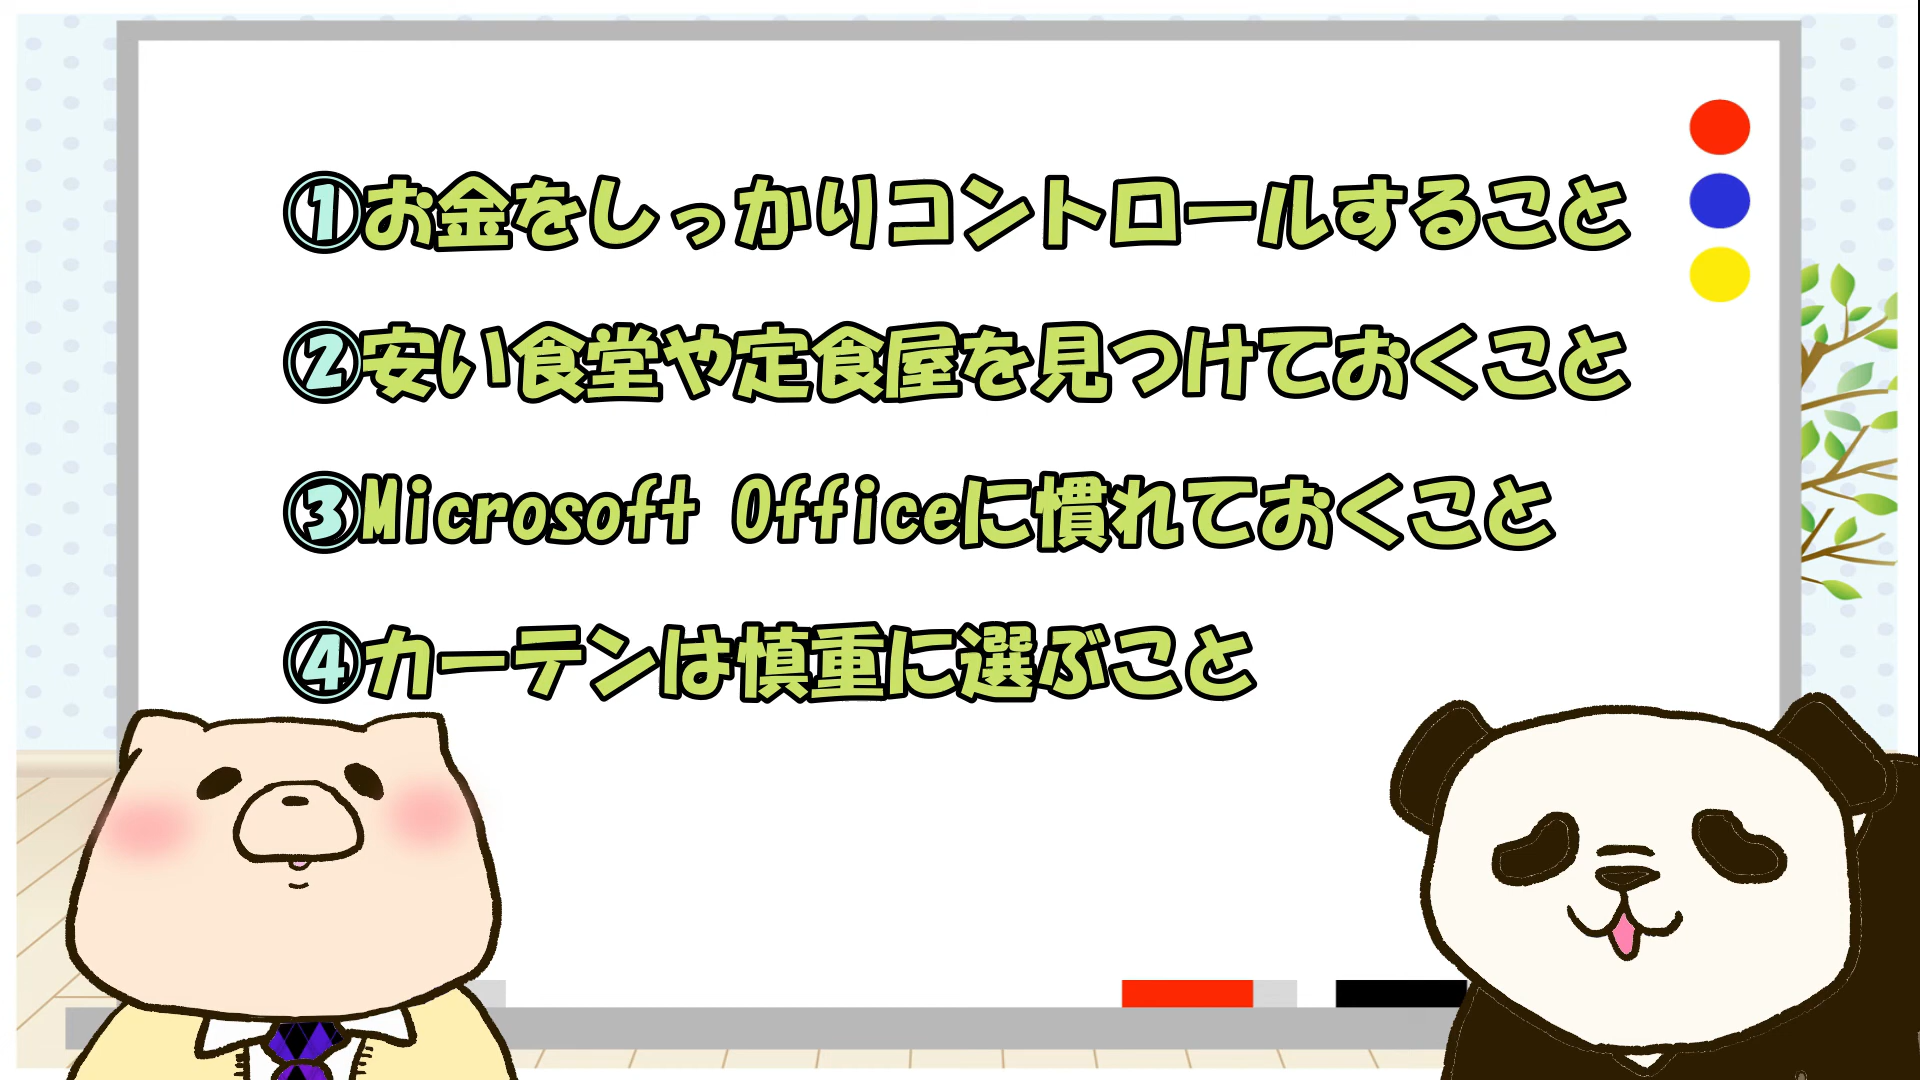 ①お金をしっかりコントロールすること
②安い食堂や定食屋を見つけておくこと
③Microsoft Officeに慣れておくこと
④カーテンは慎重に選ぶこと